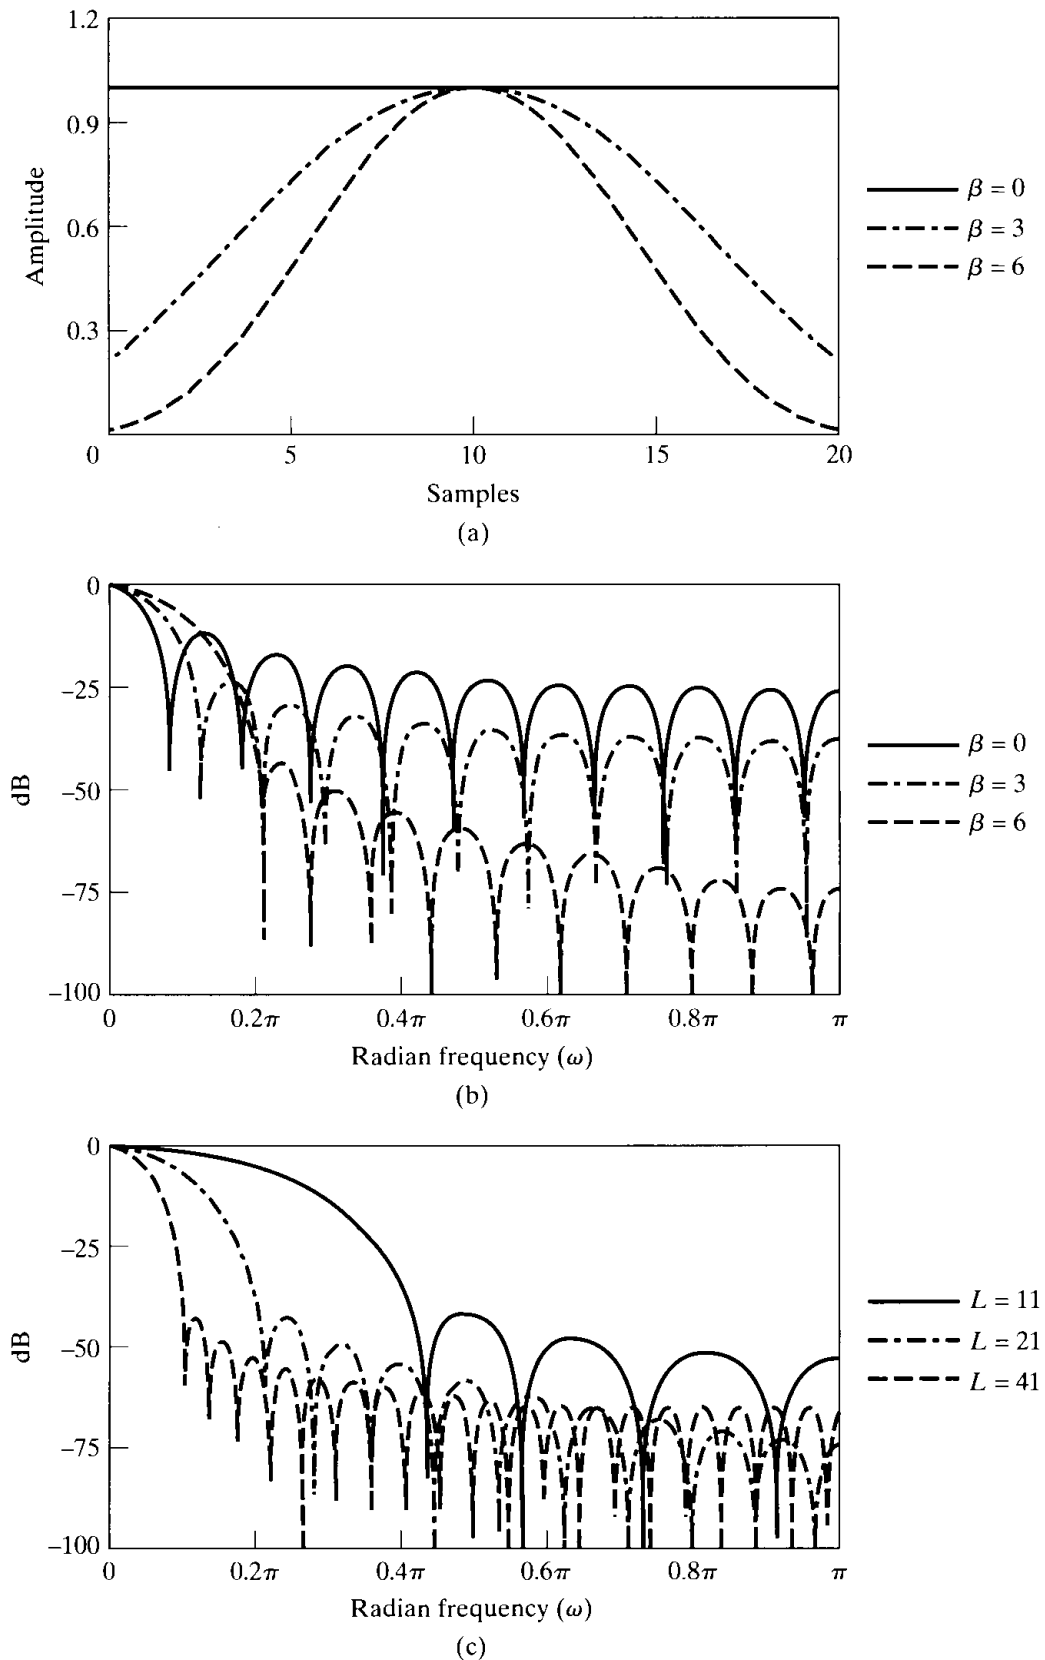 1.2
0.9
0.6
0.3
0
Amplitude
5
10
15
20
Samples
(a)
β = 0
β = 3
β = 6
0
−25
−50
−75
−100
dB
0
0.2π
0.4π
0.6π
0.8π
π
Radian frequency (ω)
(b)
β = 0
β = 3
β = 6
0
−25
−50
−75
−100
dB
0
0.2π
0.4π
0.6π
0.8π
π
Radian frequency (ω)
(c)
L = 11
L = 21
L = 41